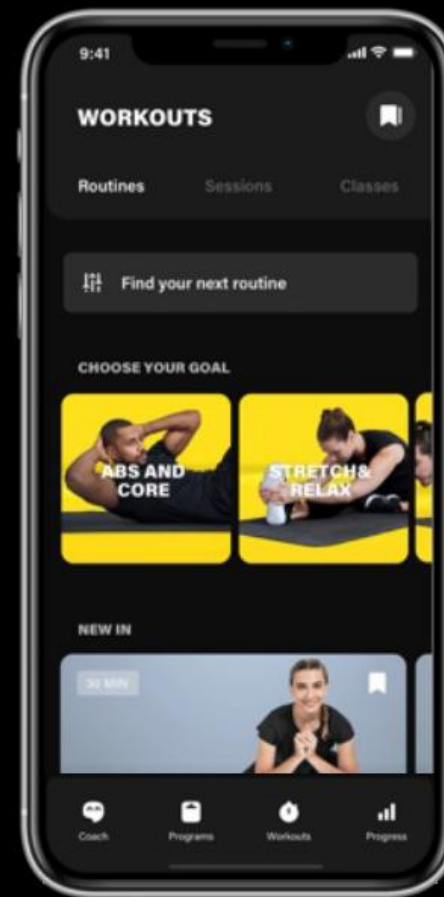 9:41
WORKOUTS
Routines Sessions Classes
Find your next routine
CHOOSE YOUR GOAL
ABS AND
CORE
STRETCH&
RELAX
NEW IN
30 MIN
Coach Programs Workouts Progress